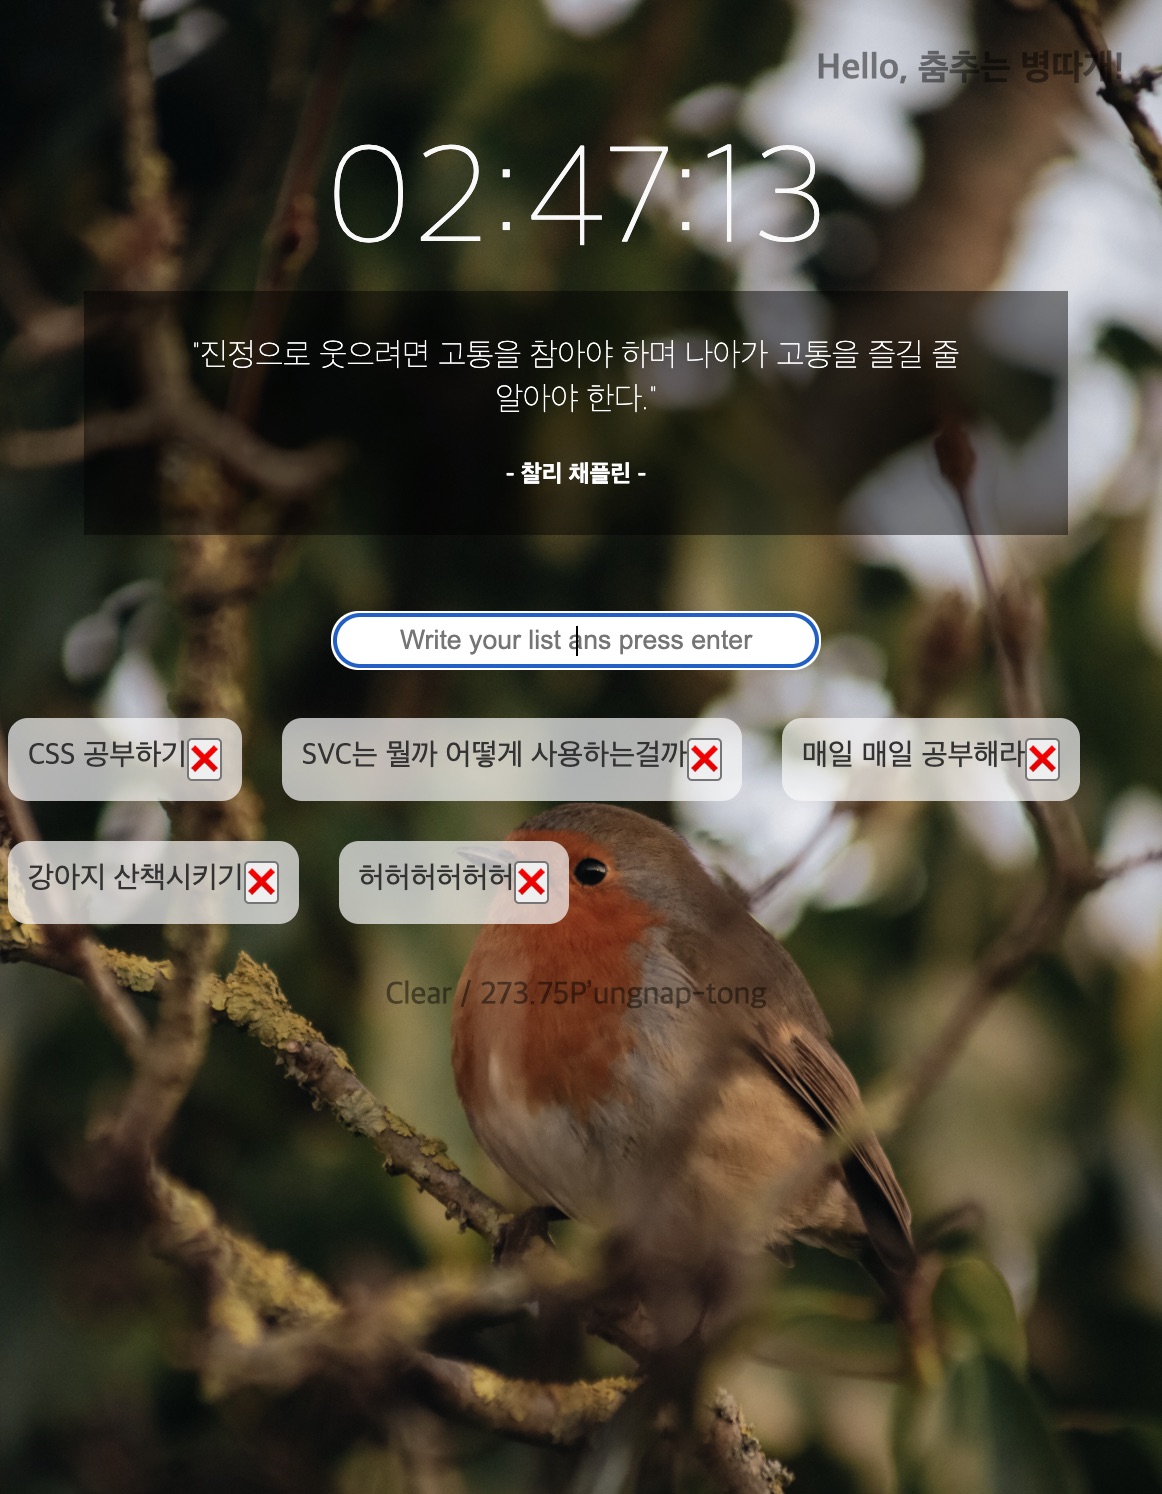 Hello, 춤추는 병따개!
02:47:13
"진정으로 웃으려면 고통을 참아야 하며 나아가 고통을 즐길 줄
알아야 한다."
- 찰리 채플린 -
Write your list ans press enter
CSS 공부하기❌ SVC는 뭘까 어떻게 사용하는걸까❌ 매일 매일 공부해라❌
강아지 산책시키기❌ 허허허허허허❌
Clear / 273.75P'ungnap-tong